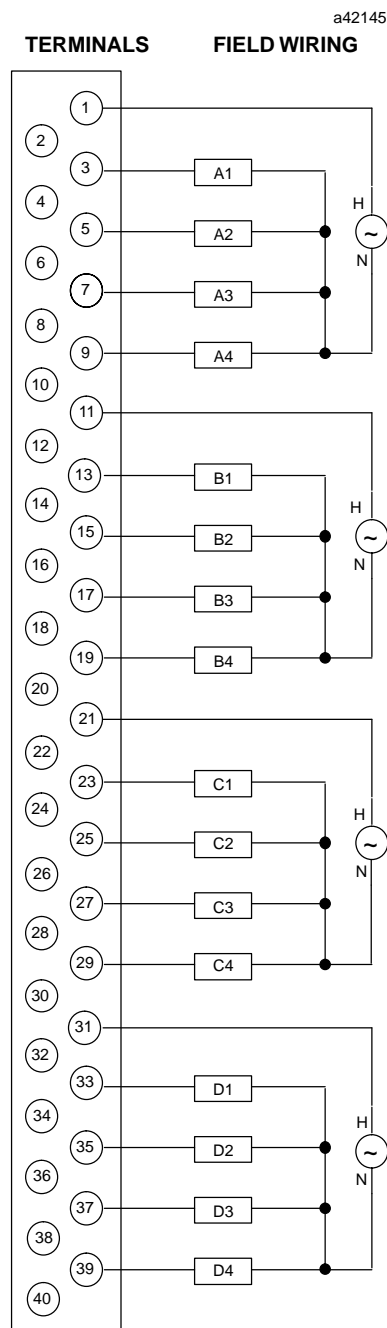 a42145
TERMINALS FIELD WIRING
1
2
3 A1
H
4
5 A2 ~
N
6
7 A3
8
9 A4
10
11
12
13 B1
H
14
15 B2 ~
N
16
17 B3
18
19 B4
20
21
22
23 C1
H
24
25 C2 ~
N
26
27 C3
28
29 C4
30
31
32
33 D1
H
34
35 D2 ~
N
36
37 D3
38
39 D4
40